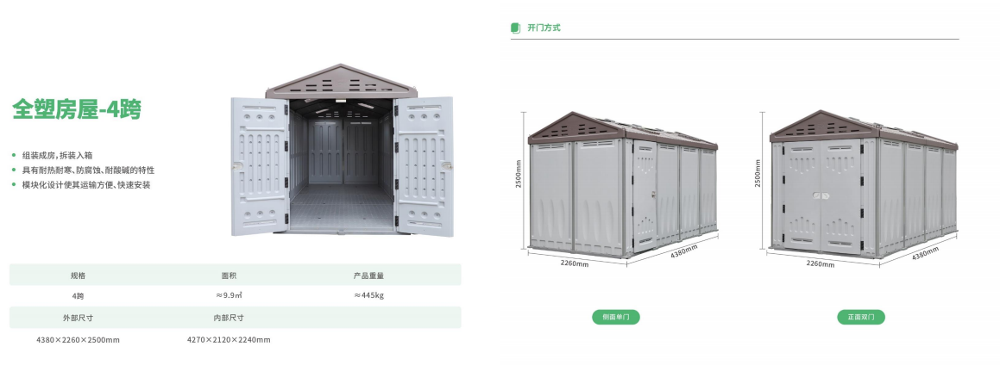 全塑房屋-4跨
组装成房,拆装入箱
具有耐热耐寒、防腐蚀、耐酸碱的特性
模块化设计使其运输方便、快速安装
规格 面积 产品重量
4跨 ≈9.9㎡ ≈445kg
外部尺寸 内部尺寸
4380×2260×2500mm 4270×2120×2240mm
开门方式
2500mm
2260mm
4380mm
侧面单门
2500mm
2260mm
4380mm
正面双门